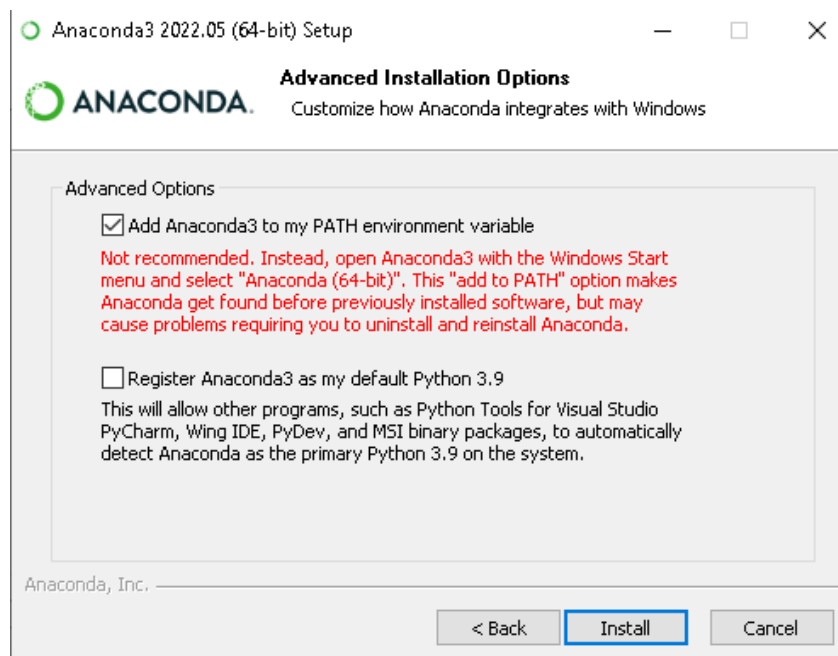 Anaconda3 2022.05 (64-bit) Setup
ANACONDA.
Advanced Installation Options
Customize how Anaconda integrates with Windows
Advanced Options
Add Anaconda3 to my PATH environment variable
Not recommended. Instead, open Anaconda3 with the Windows Start
menu and select "Anaconda (64-bit)". This "add to PATH" option makes
Anaconda get found before previously installed software, but may
cause problems requiring you to uninstall and reinstall Anaconda.
Register Anaconda3 as my default Python 3.9
This will allow other programs, such as Python Tools for Visual Studio
PyCharm, Wing IDE, PyDev, and MSI binary packages, to automatically
detect Anaconda as the primary Python 3.9 on the system.
Anaconda, Inc.
< Back
Install
Cancel